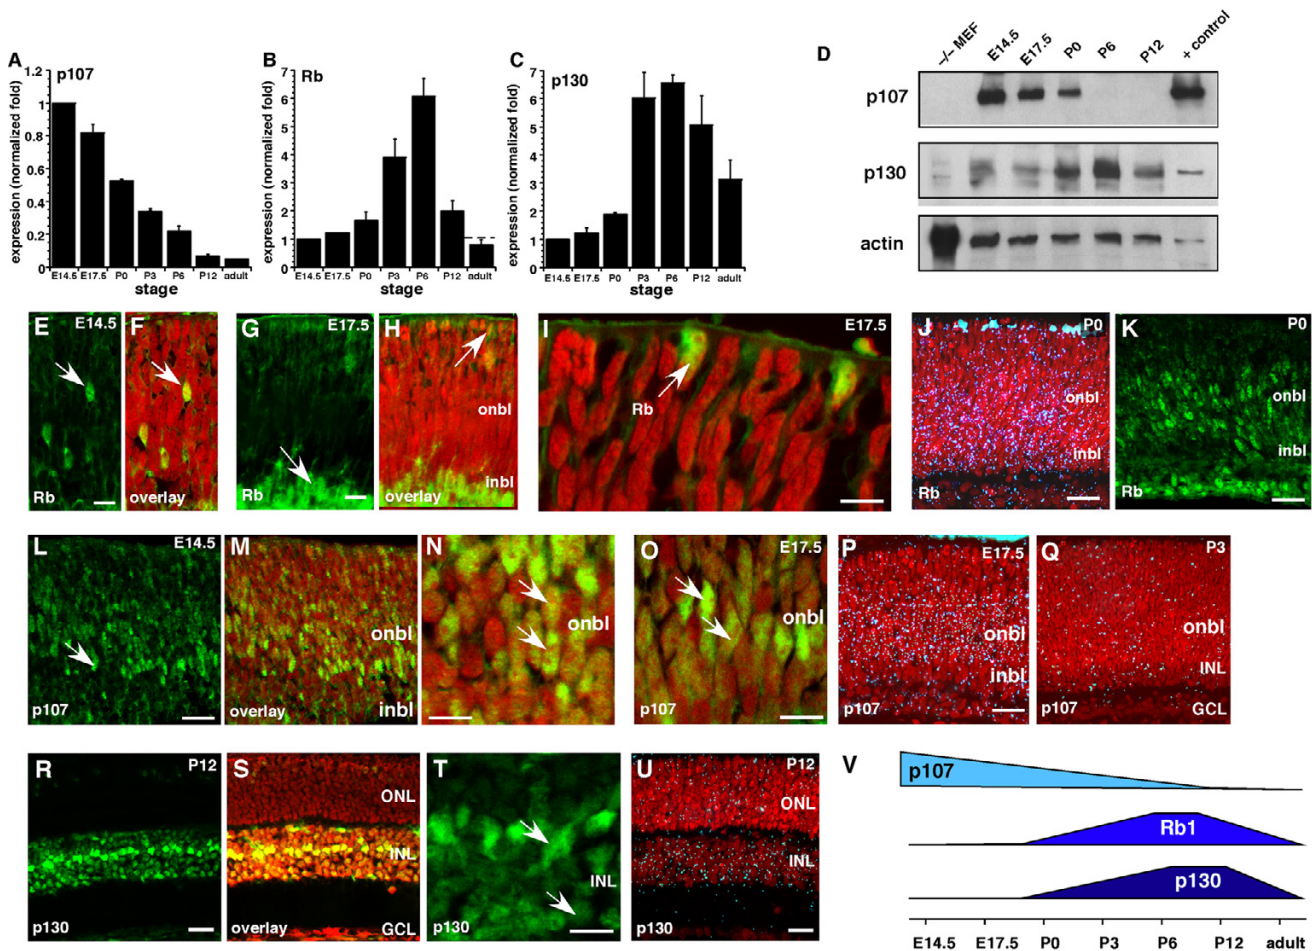 A
p107
expression (normalized fold)
1.2
1
0.8
0.6
0.4
0.2
0
E14.5 E17.5 P0 P3 P6 P12 adult
stage
B
Rb
expression (normalized fold)
7
6
5
4
3
2
1
0
E14.5 E17.5 P0 P3 P6 P12 adult
stage
C
p130
expression (normalized fold)
7
6
5
4
3
2
1
0
E14.5 E17.5 P0 P3 P6 P12 adult
stage
D
–/– MEF E14.5 E17.5 P0 P6 P12 + control
p107
p130
actin
E E14.5
Rb
F
overlay
G E17.5
Rb
H
onbl
inbl
overlay
I E17.5
Rb
J P0
onbl
inbl
Rb
K P0
onbl
inbl
Rb
L E14.5
p107
M
onbl
inbl
overlay
N
onbl
O E17.5
onbl
p107
P E17.5
onbl
inbl
p107
Q P3
onbl
INL
p107 GCL
R P12
p130
S
ONL
INL
overlay GCL
T
INL
p130
U P12
ONL
INL
p130
V
p107
Rb1
p130
E14.5 E17.5 P0 P3 P6 P12 adult